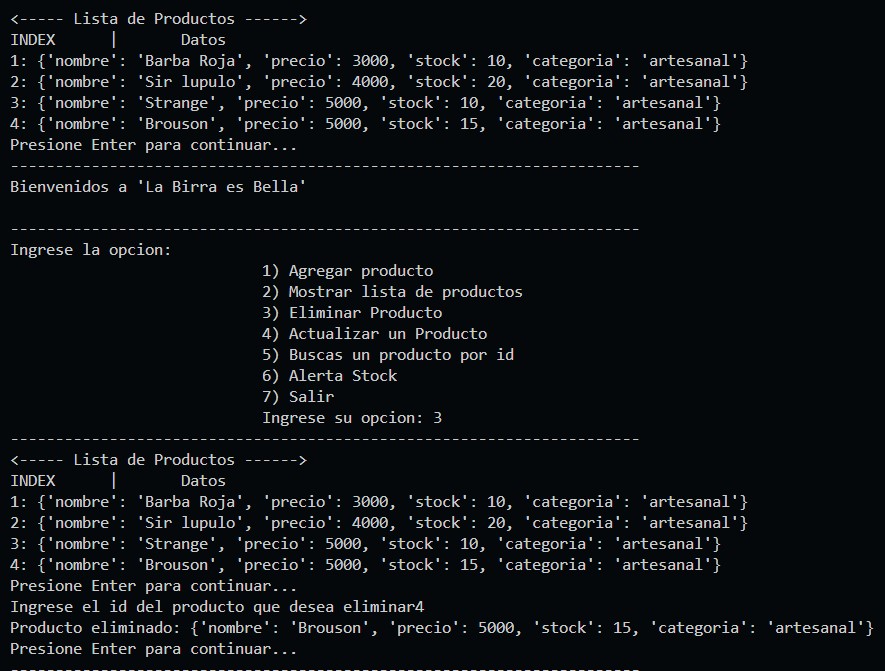 <----- Lista de Productos ------>
INDEX      |       Datos
1: {'nombre': 'Barba Roja', 'precio': 3000, 'stock': 10, 'categoria': 'artesanal'}
2: {'nombre': 'Sir lupulo', 'precio': 4000, 'stock': 20, 'categoria': 'artesanal'}
3: {'nombre': 'Strange', 'precio': 5000, 'stock': 10, 'categoria': 'artesanal'}
4: {'nombre': 'Brouson', 'precio': 5000, 'stock': 15, 'categoria': 'artesanal'}
Presione Enter para continuar...
----------------------------------------------------------------------
Bienvenidos a 'La Birra es Bella'

----------------------------------------------------------------------
Ingrese la opcion:
                            1) Agregar producto
                            2) Mostrar lista de productos
                            3) Eliminar Producto
                            4) Actualizar un Producto
                            5) Buscas un producto por id
                            6) Alerta Stock
                            7) Salir
                            Ingrese su opcion: 3
----------------------------------------------------------------------
<----- Lista de Productos ------>
INDEX      |       Datos
1: {'nombre': 'Barba Roja', 'precio': 3000, 'stock': 10, 'categoria': 'artesanal'}
2: {'nombre': 'Sir lupulo', 'precio': 4000, 'stock': 20, 'categoria': 'artesanal'}
3: {'nombre': 'Strange', 'precio': 5000, 'stock': 10, 'categoria': 'artesanal'}
4: {'nombre': 'Brouson', 'precio': 5000, 'stock': 15, 'categoria': 'artesanal'}
Presione Enter para continuar...
Ingrese el id del producto que desea eliminar4
Producto eliminado: {'nombre': 'Brouson', 'precio': 5000, 'stock': 15, 'categoria': 'artesanal'}
Presione Enter para continuar...
----------------------------------------------------------------------